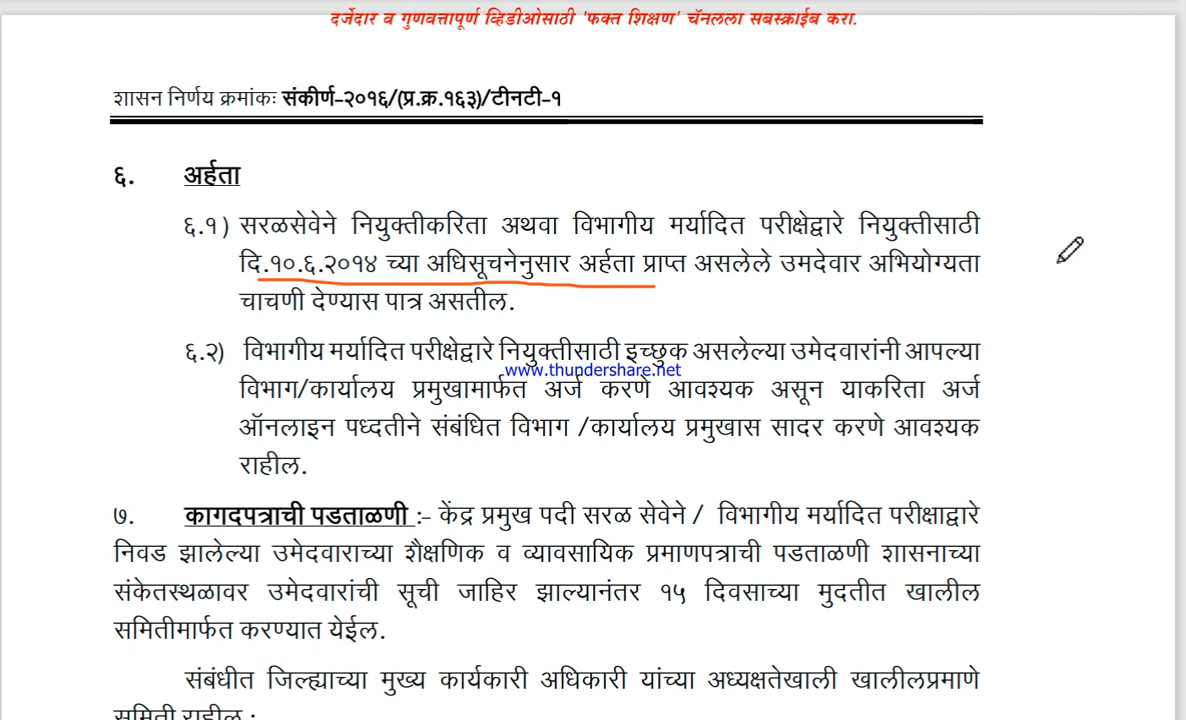 दर्जेदार व गुणवत्तापूर्ण व्हिडीओसाठी 'फक्त शिक्षण' चॅनलला सबस्क्राईब करा.
शासन निर्णय क्रमांकः संकीर्ण-२०१६/(प्र.क्र.१६३)/टीनटी-१
६. अर्हता
६.१) सरळसेवेने नियुक्तीकरिता अथवा विभागीय मर्यादित परीक्षेद्वारे नियुक्तीसाठी
दि.१०.६.२०१४ च्या अधिसूचनेनुसार अर्हता प्राप्त असलेले उमदेवार अभियोग्यता
चाचणी देण्यास पात्र असतील.
६.२) विभागीय मर्यादित परीक्षेद्वारे नियुक्तीसाठी इच्छुक असलेल्या उमेदवारांनी आपल्या
www.thundershare.net
विभाग/कार्यालय प्रमुखामार्फत अर्ज करणे आवश्यक असून याकरिता अर्ज
ऑनलाइन पध्दतीने संबंधित विभाग /कार्यालय प्रमुखास सादर करणे आवश्यक
राहील.
७. कागदपत्राची पडताळणी :- केंद्र प्रमुख पदी सरळ सेवेने / विभागीय मर्यादित परीक्षाद्वारे
निवड झालेल्या उमेदवाराच्या शैक्षणिक व व्यावसायिक प्रमाणपत्राची पडताळणी शासनाच्या
संकेतस्थळावर उमेदवारांची सूची जाहिर झाल्यानंतर १५ दिवसाच्या मुदतीत खालील
समितीमार्फत करण्यात येईल.
संबंधीत जिल्ह्याच्या मुख्य कार्यकारी अधिकारी यांच्या अध्यक्षतेखाली खालीलप्रमाणे
समिती राहील :